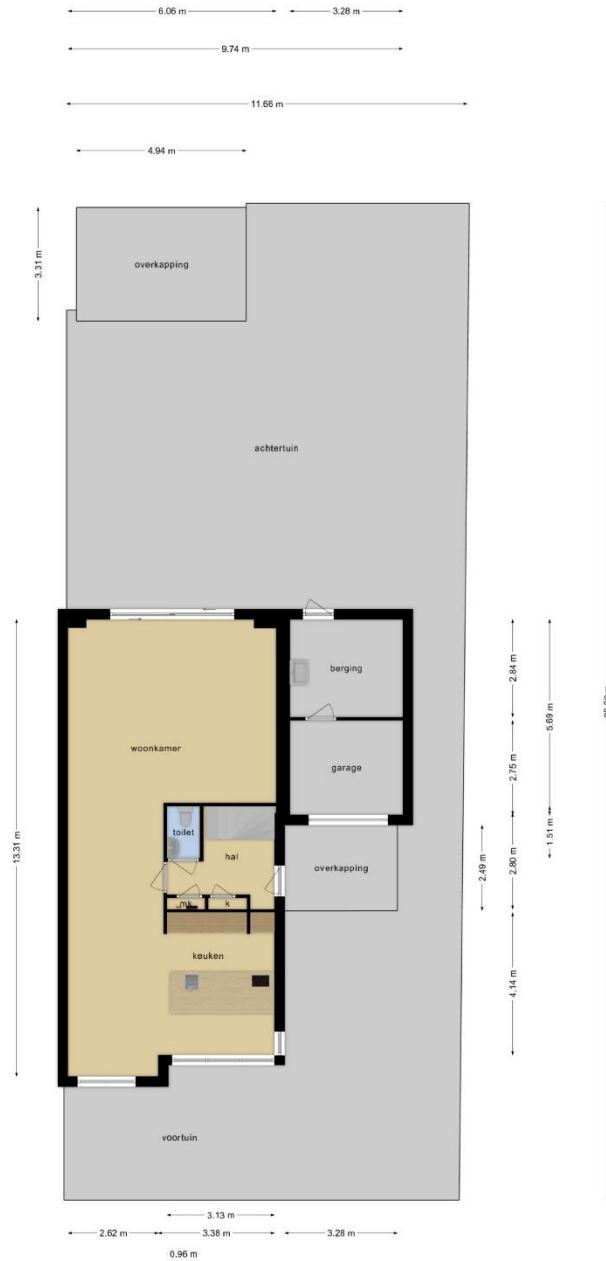 6.06 m
3.28 m
9.74 m
11.66 m
4.94 m
3.31 m
overkapping
achtertuin
berging
2.84 m
5.69 m
woonkamer
garage
2.75 m
13.31 m
toilet
hal
overkapping
2.49 m
2.80 m
1.51 m
mk
k
keuken
4.14 m
voortuin
3.13 m
2.62 m
3.38 m
3.28 m
0.96 m